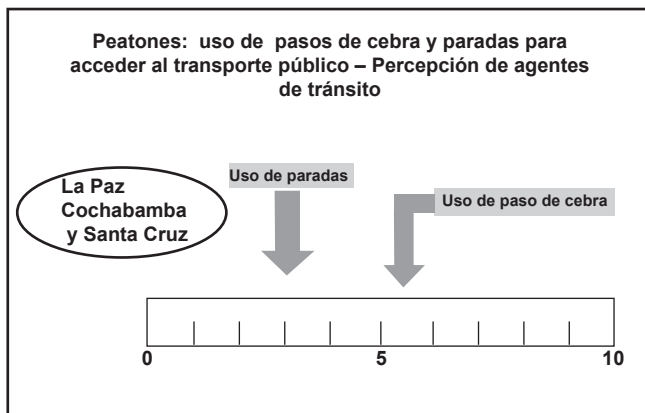 Peatones: uso de pasos de cebra y paradas para
acceder al transporte público – Percepción de agentes
de tránsito
La Paz
Cochabamba
y Santa Cruz
Uso de paradas
Uso de paso de cebra
0 5 10